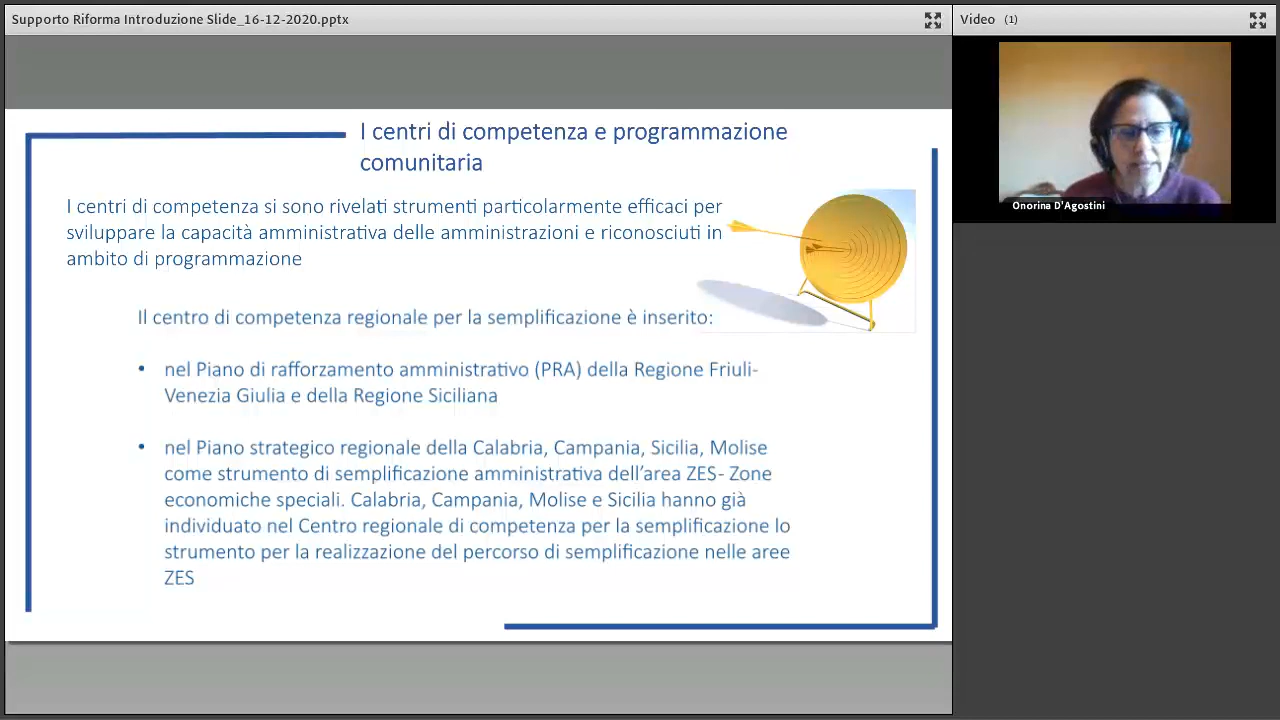 Supporto Riforma Introduzione Slide_16-12-2020.pptx
Video (1)
I centri di competenza e programmazione
comunitaria
I centri di competenza si sono rivelati strumenti particolarmente efficaci per
sviluppare la capacità amministrativa delle amministrazioni e riconosciuti in
ambito di programmazione
Il centro di competenza regionale per la semplificazione è inserito:
• nel Piano di rafforzamento amministrativo (PRA) della Regione Friuli-
Venezia Giulia e della Regione Siciliana
• nel Piano strategico regionale della Calabria, Campania, Sicilia, Molise
come strumento di semplificazione amministrativa dell'area ZES- Zone
economiche speciali. Calabria, Campania, Molise e Sicilia hanno già
individuato nel Centro regionale di competenza per la semplificazione lo
strumento per la realizzazione del percorso di semplificazione nelle aree
ZES
Onorina D'Agostini